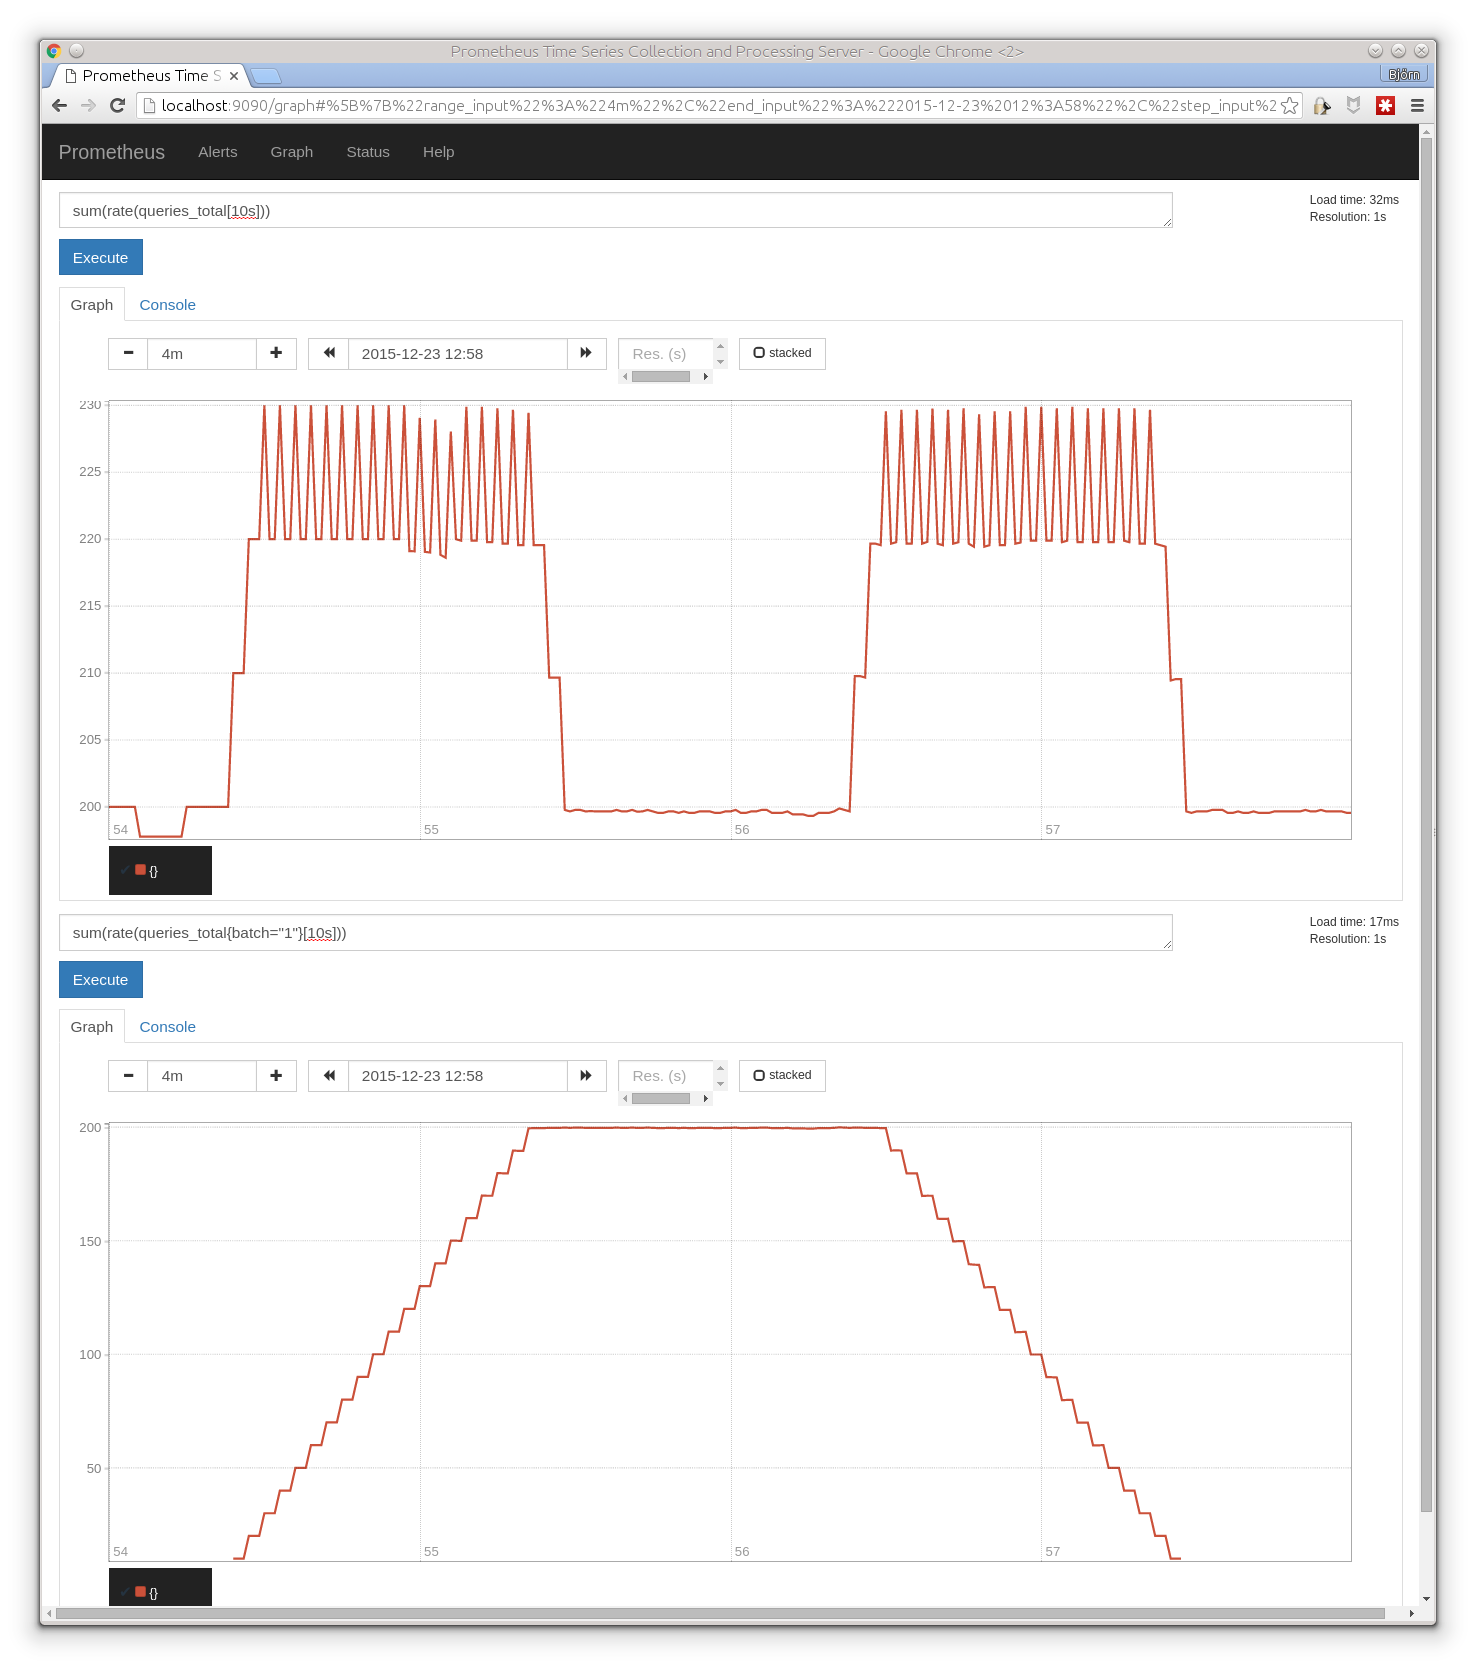 Prometheus Time Series Collection and Processing Server - Google Chrome <2>
Prometheus Time S
Björn
localhost:9090/graph#%5B%7B%22range_input%22%3A%224m%22%2C%22end_input%22%3A%222015-12-23%2012%3A58%22%2C%22step_input%2
Prometheus Alerts Graph Status Help
sum(rate(queries_total[10s]))
Load time: 32ms
Resolution: 1s
Execute
Graph Console
4m 2015-12-23 12:58 Res. (s) stacked
230
225
220
215
210
205
200
54 55 56 57
{}
sum(rate(queries_total{batch="1"}[10s]))
Load time: 17ms
Resolution: 1s
Execute
Graph Console
4m 2015-12-23 12:58 Res. (s) stacked
200
150
100
50
54 55 56 57
{}